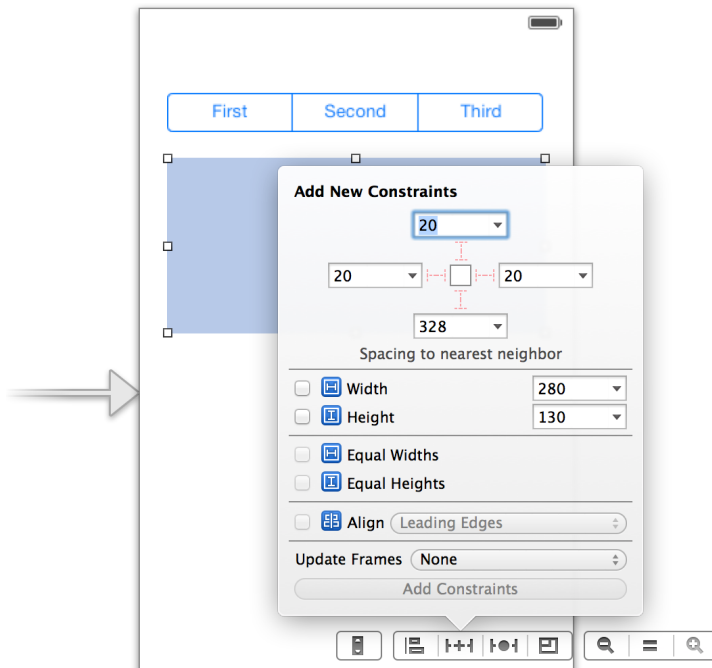 First Second Third
Add New Constraints
20
20 20
328
Spacing to nearest neighbor
Width 280
Height 130
Equal Widths
Equal Heights
Align Leading Edges
Update Frames None
Add Constraints